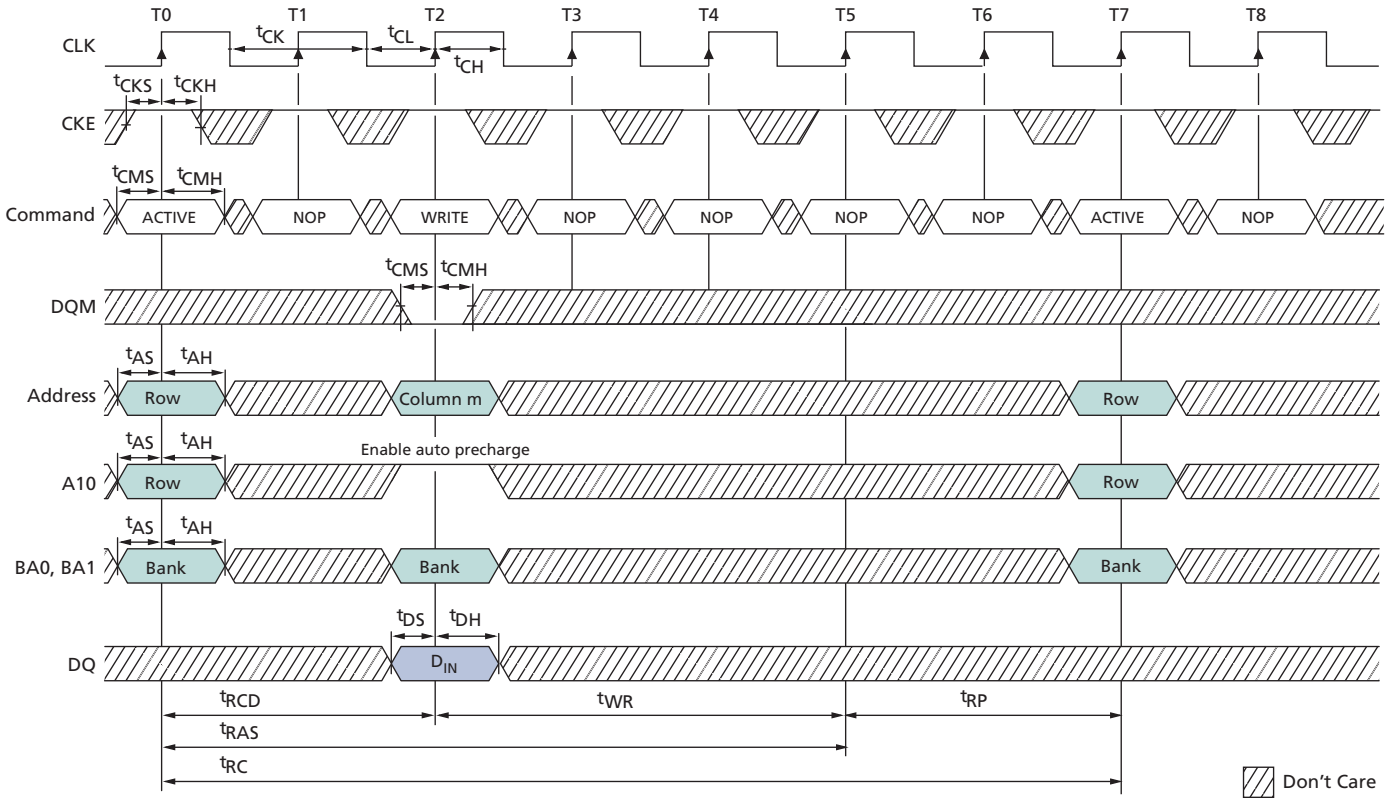 T0 T1 T2 T3 T4 T5 T6 T7 T8
CLK
tCK tCL
tCH
tCKS tCKH
CKE
tCMS tCMH
Command ACTIVE NOP WRITE NOP NOP NOP NOP ACTIVE NOP
tCMS tCMH
DQM
tAS tAH
Address Row Column m Row
Enable auto precharge
tAS tAH
A10 Row Row
tAS tAH
BA0, BA1 Bank Bank Bank
tDS tDH
DQ DIN
tRCD tWR tRP
tRAS
tRC
Don't Care